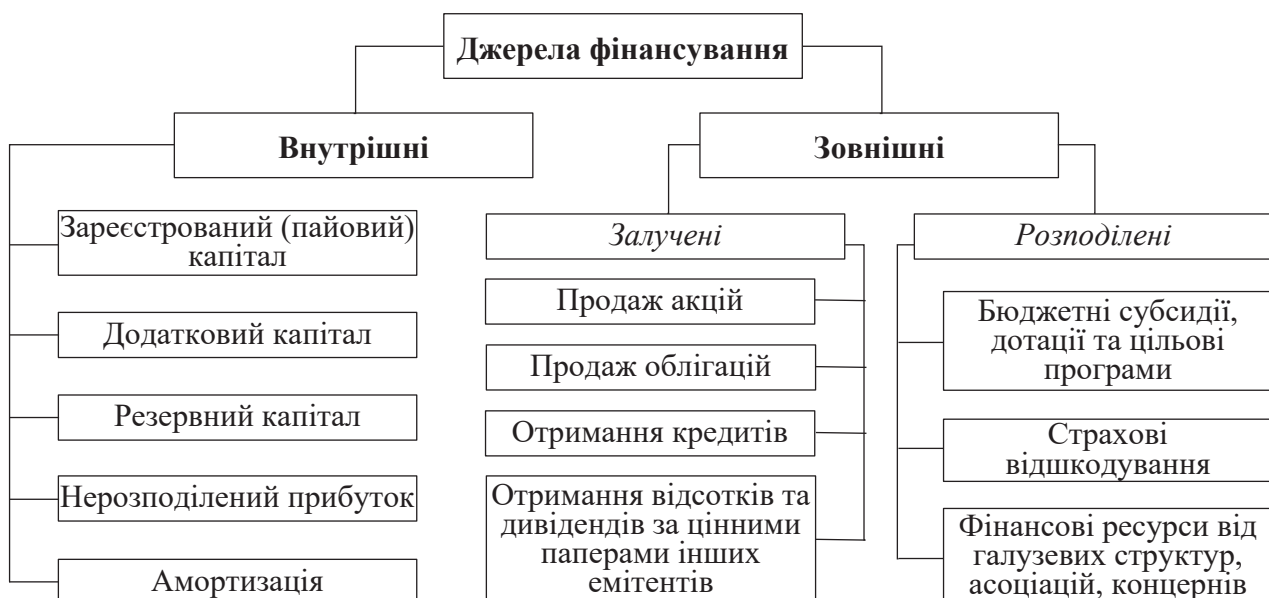 Джерела фінансування
Внутрішні
Зовнішні
Зареєстрований (пайовий)
капітал
Додатковий капітал
Резервний капітал
Нерозподілений прибуток
Амортизація
Залучені
Продаж акцій
Продаж облігацій
Отримання кредитів
Отримання відсотків та
дивідендів за цінними
паперами інших
емітентів
Розподілені
Бюджетні субсидії,
дотації та цільові
програми
Страхові
відшкодування
Фінансові ресурси від
галузевих структур,
асоціацій, концернів